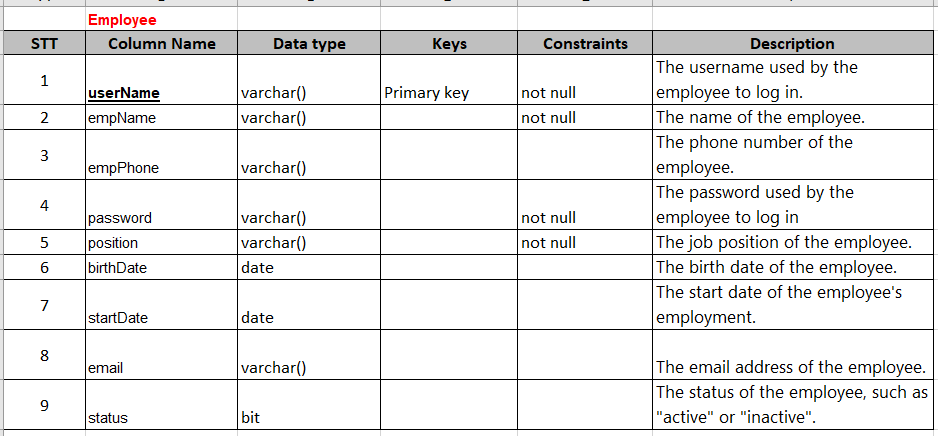 Employee
STT Column Name Data type Keys Constraints Description
1 userName varchar() Primary key not null The username used by the
employee to log in.
2 empName varchar() not null The name of the employee.
3 empPhone varchar() The phone number of the
employee.
4 password varchar() not null The password used by the
employee to log in
5 position varchar() not null The job position of the employee.
6 birthDate date The birth date of the employee.
7 startDate date The start date of the employee's
employment.
8 email varchar() The email address of the employee.
9 status bit The status of the employee, such as
"active" or "inactive".